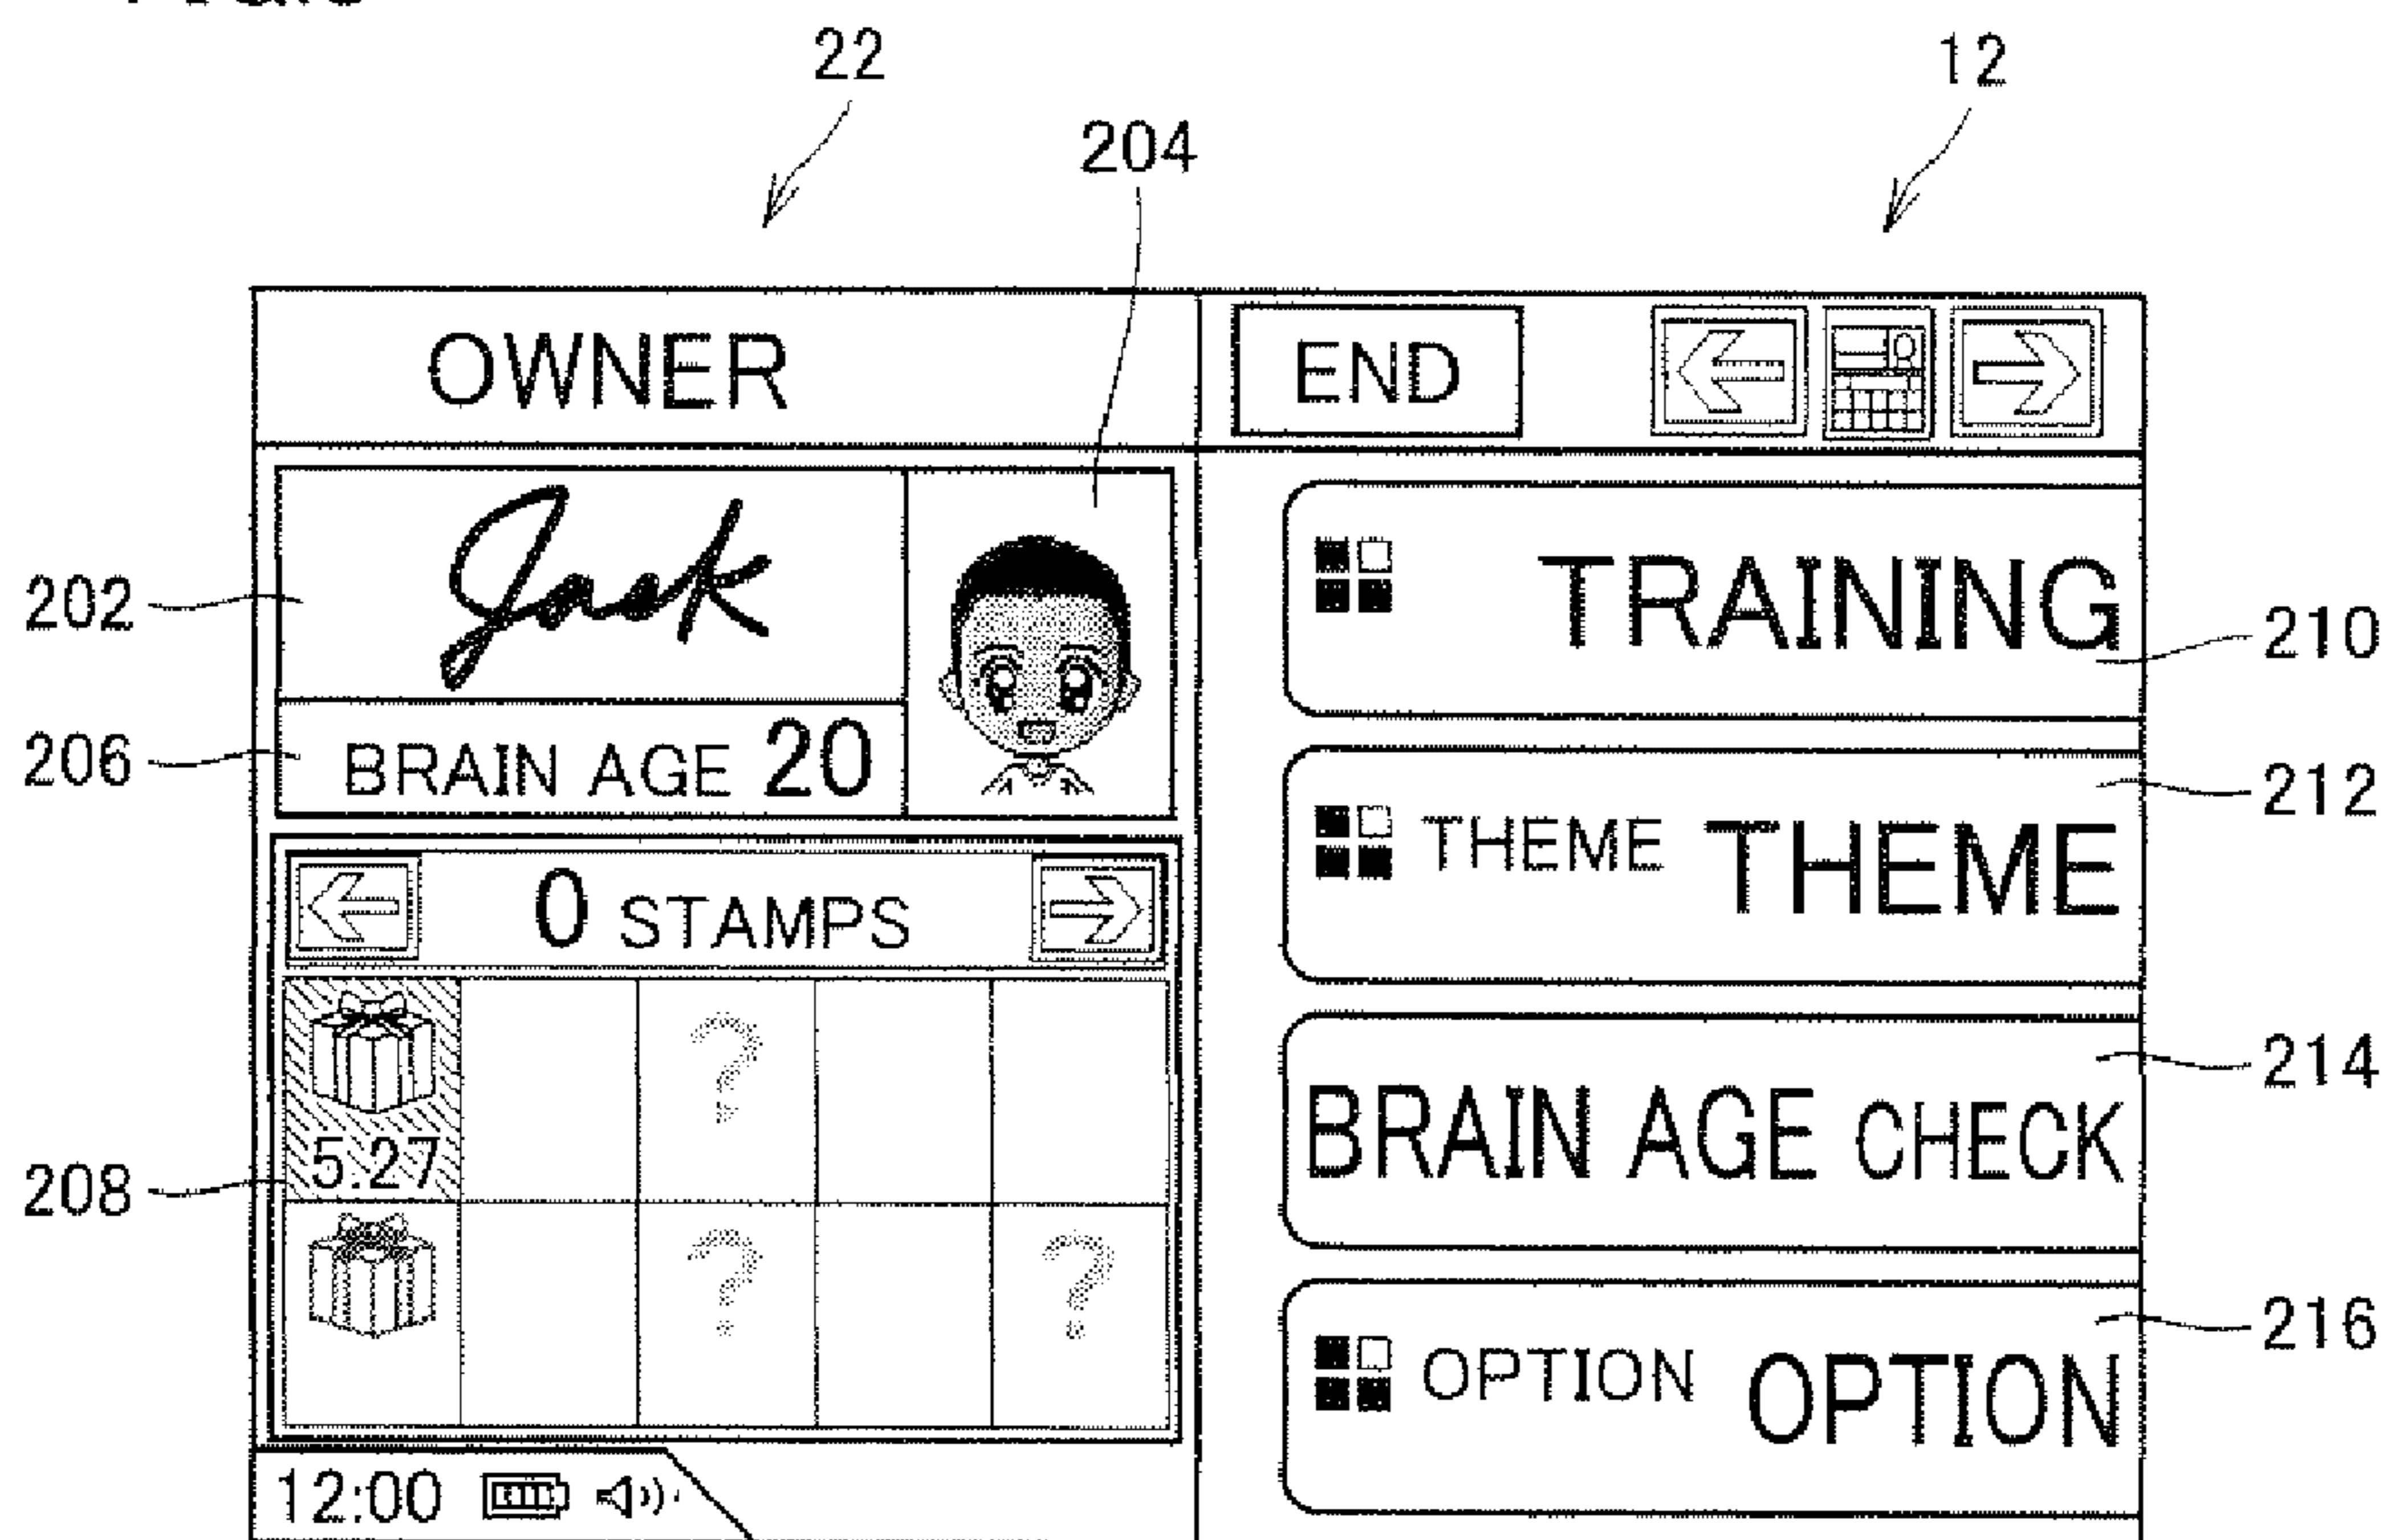 22
12
204
OWNER
END
Jack
202
TRAINING
210
206
BRAIN AGE 20
212
THEME THEME
0 STAMPS
214
BRAIN AGE CHECK
?
5.27
208
? ?
216
OPTION OPTION
12:00